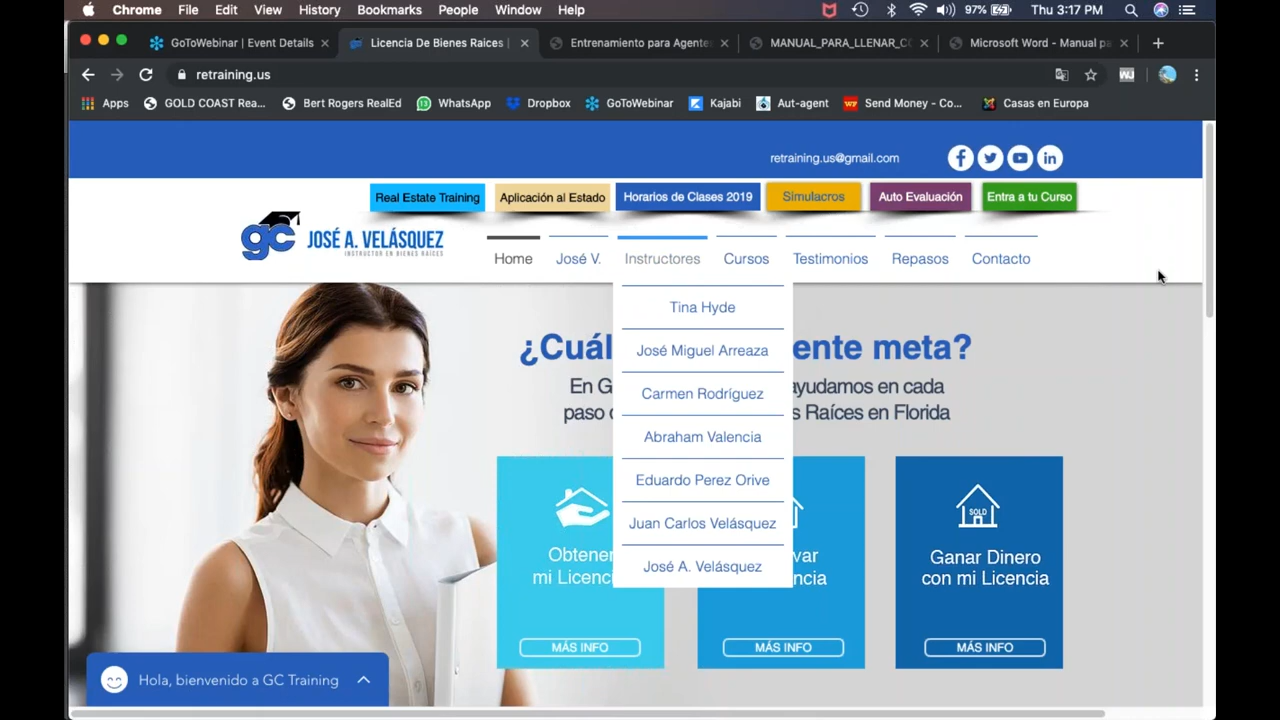 Chrome File Edit View History Bookmarks People Window Help 97% Thu 3:17 PM
GoToWebinar | Event Details
Licencia De Bienes Raices |
Entrenamiento para Agente
MANUAL_PARA_LLENAR_C
Microsoft Word - Manual pa
retraining.us
Apps GOLD COAST Rea... Bert Rogers RealEd WhatsApp Dropbox GoToWebinar Kajabi Aut-agent Send Money - Co... Casas en Europa
retraining.us@gmail.com
Real Estate Training Aplicación al Estado Horarios de Clases 2019 Simulacros Auto Evaluación Entra a tu Curso
gc JOSÉ A. VELÁSQUEZ
INSTRUCTOR EN BIENES RAÍCES
Home José V. Instructores Cursos Testimonios Repasos Contacto
Tina Hyde
José Miguel Arreaza
Carmen Rodríguez
Abraham Valencia
Eduardo Perez Orive
Juan Carlos Velásquez
José A. Velásquez
¿Cuál ente meta?
En G ayudamos en cada
paso s Raíces en Florida
Obtener
mi Licenci
MÁS INFO
var
ncia
MÁS INFO
SOLD
Ganar Dinero
con mi Licencia
MÁS INFO
Hola, bienvenido a GC Training